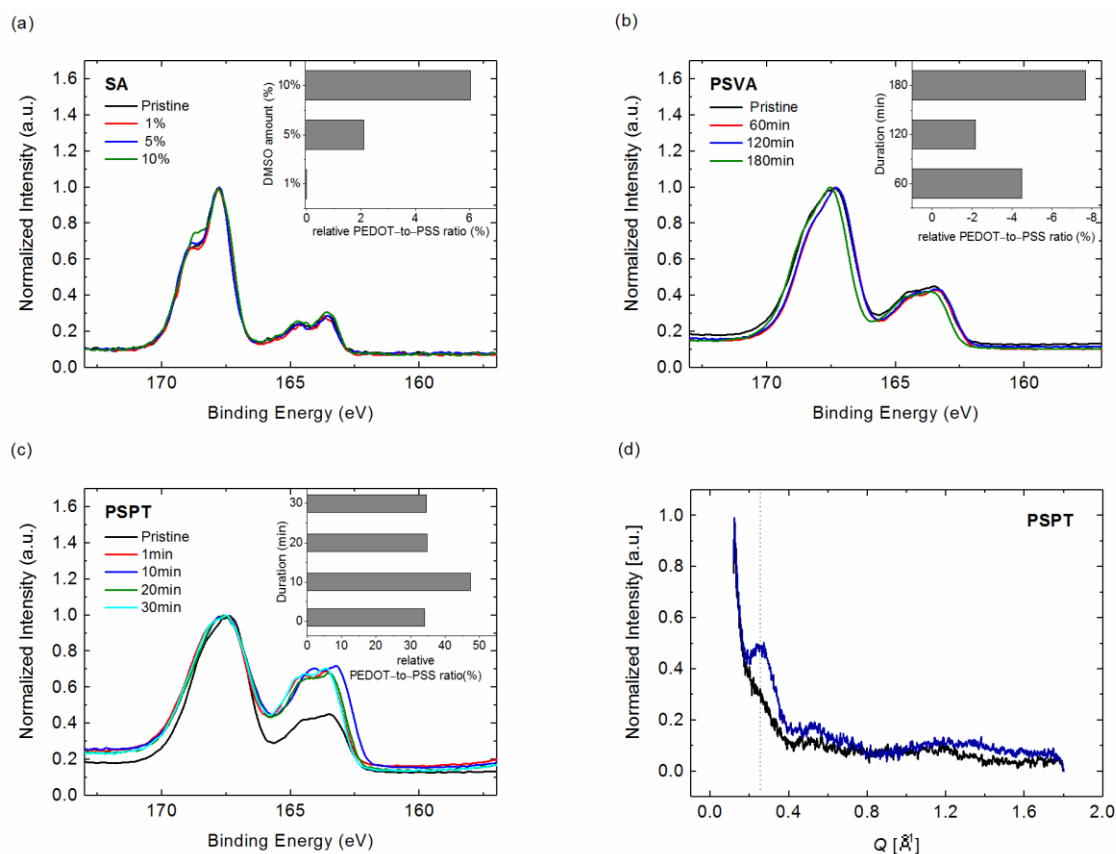 (a)
SA
Pristine
1%
5%
10%
Normalized Intensity (a.u.)
1.6
1.4
1.2
1.0
0.8
0.6
0.4
0.2
0.0
170 165 160
Binding Energy (eV)
DMSO amount (%)
10%
5%
1%
0 2 4 6
relative PEDOT–to–PSS ratio (%)
(b)
PSVA
Pristine
60min
120min
180min
Normalized Intensity (a.u.)
1.6
1.4
1.2
1.0
0.8
0.6
0.4
0.2
0.0
170 165 160
Binding Energy (eV)
Duration (min)
180
120
60
0 -2 -4 -6 -8
relative PEDOT–to–PSS ratio (%)
(c)
PSPT
Pristine
1min
10min
20min
30min
Normalized Intensity (a.u.)
1.6
1.4
1.2
1.0
0.8
0.6
0.4
0.2
0.0
170 165 160
Binding Energy (eV)
Duration (min)
30
20
10
0
0 10 20 30 40 50
relative
PEDOT–to–PSS ratio(%)
(d)
PSPT
Normalized Intensity [a.u.]
1.0
0.8
0.6
0.4
0.2
0.0
0.0 0.4 0.8 1.2 1.6 2.0